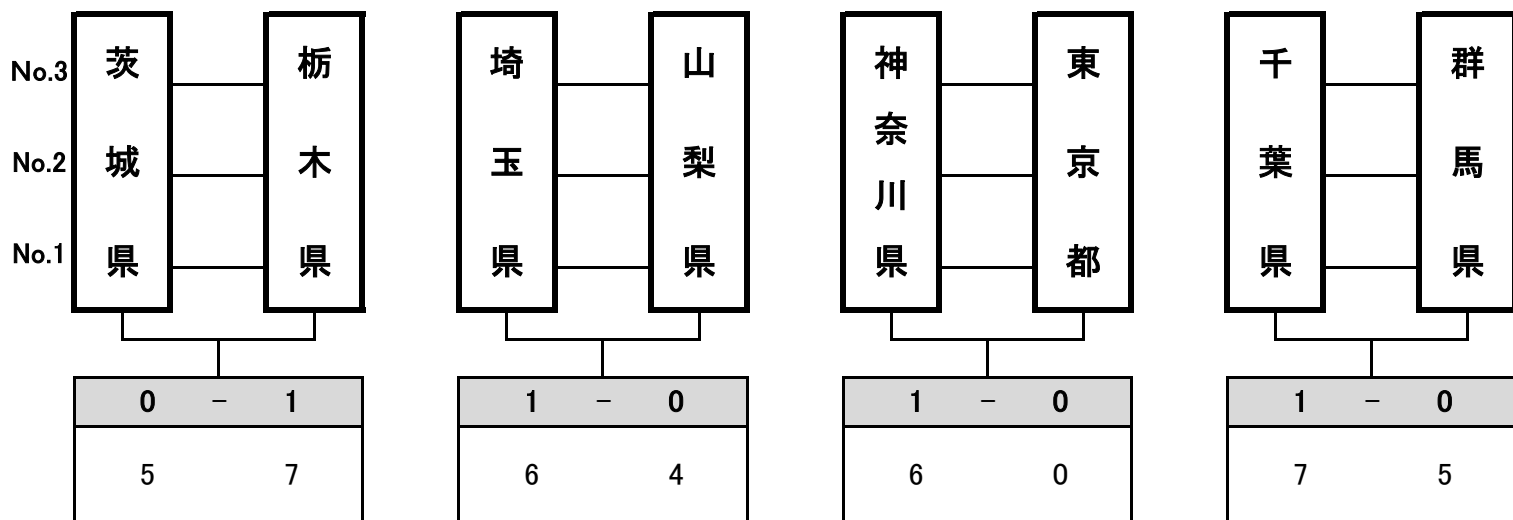 No.3
No.2
No.1
茨城県
栃木県
埼玉県
山梨県
神奈川県
東京都
千葉県
群馬県
0 - 1
1 - 0
1 - 0
1 - 0
5 7
6 4
6 0
7 5